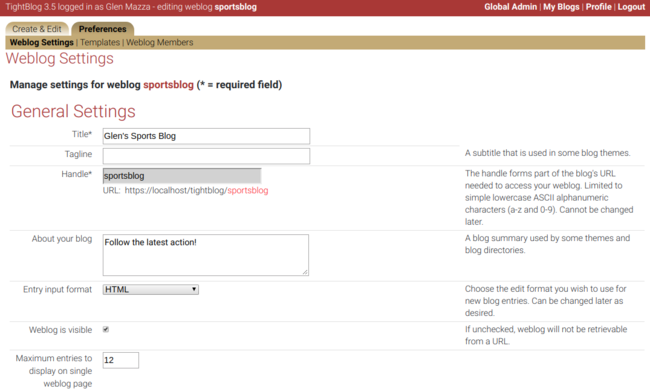 TightBlog 3.5 logged in as Glen Mazza - editing weblog sportsblog
Global Admin | My Blogs | Profile | Logout
Create & Edit
Preferences
Weblog Settings | Templates | Weblog Members
Weblog Settings
Manage settings for weblog sportsblog (* = required field)
General Settings
Title*
Glen's Sports Blog
Tagline
A subtitle that is used in some blog themes.
Handle*
sportsblog
URL: https://localhost/tightblog/sportsblog
The handle forms part of the blog's URL
needed to access your weblog. Limited to
simple lowercase ASCII alphanumeric
characters (a-z and 0-9). Cannot be changed
later.
About your blog
Follow the latest action!
A blog summary used by some themes and
blog directories.
Entry input format
HTML
Choose the edit format you wish to use for
new blog entries. Can be changed later as
desired.
Weblog is visible
If unchecked, weblog will not be retrievable
from a URL.
Maximum entries to
display on single
weblog page
12